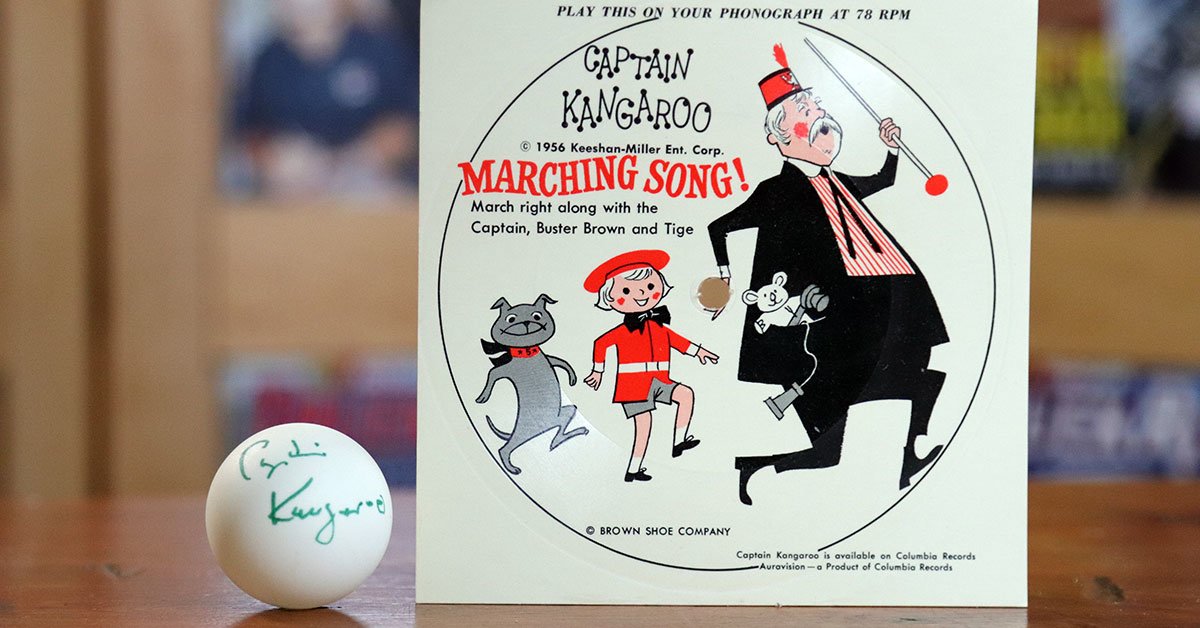 PLAY THIS ON YOUR PHONOGRAPH AT 78 RPM
CAPTAIN
KANGAROO
© 1956 Keeshan-Miller Ent. Corp.
MARCHING SONG!
March right along with the
Captain, Buster Brown and Tige
© BROWN SHOE COMPANY
Captain Kangaroo is available on Columbia Records
Auravision — a Product of Columbia Records
Captain
Kangaroo